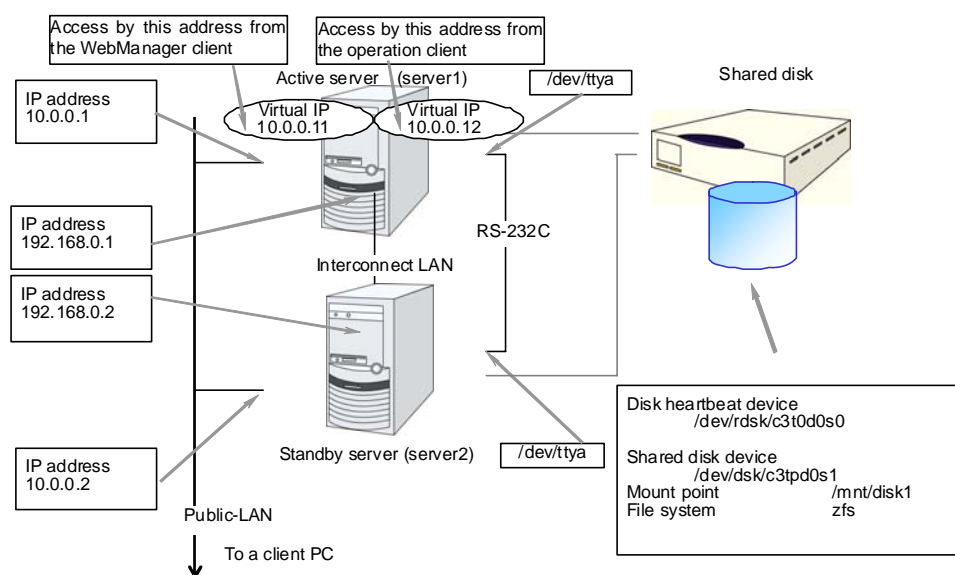 Access by this address from
the WebManager client
Access by this address from
the operation client
Active server (server1)
/dev/ttya
Shared disk
IP address
10.0.0.1
Virtual IP
10.0.0.11
Virtual IP
10.0.0.12
IP address
192.168.0.1
RS-232C
Interconnect LAN
IP address
192.168.0.2
Disk heartbeat device
/dev/rdsk/c3t0d0s0
Shared disk device
/dev/dsk/c3tpd0s1
Mount point /mnt/disk1
File system zfs
Standby server (server2)
/dev/ttya
IP address
10.0.0.2
Public-LAN
To a client PC